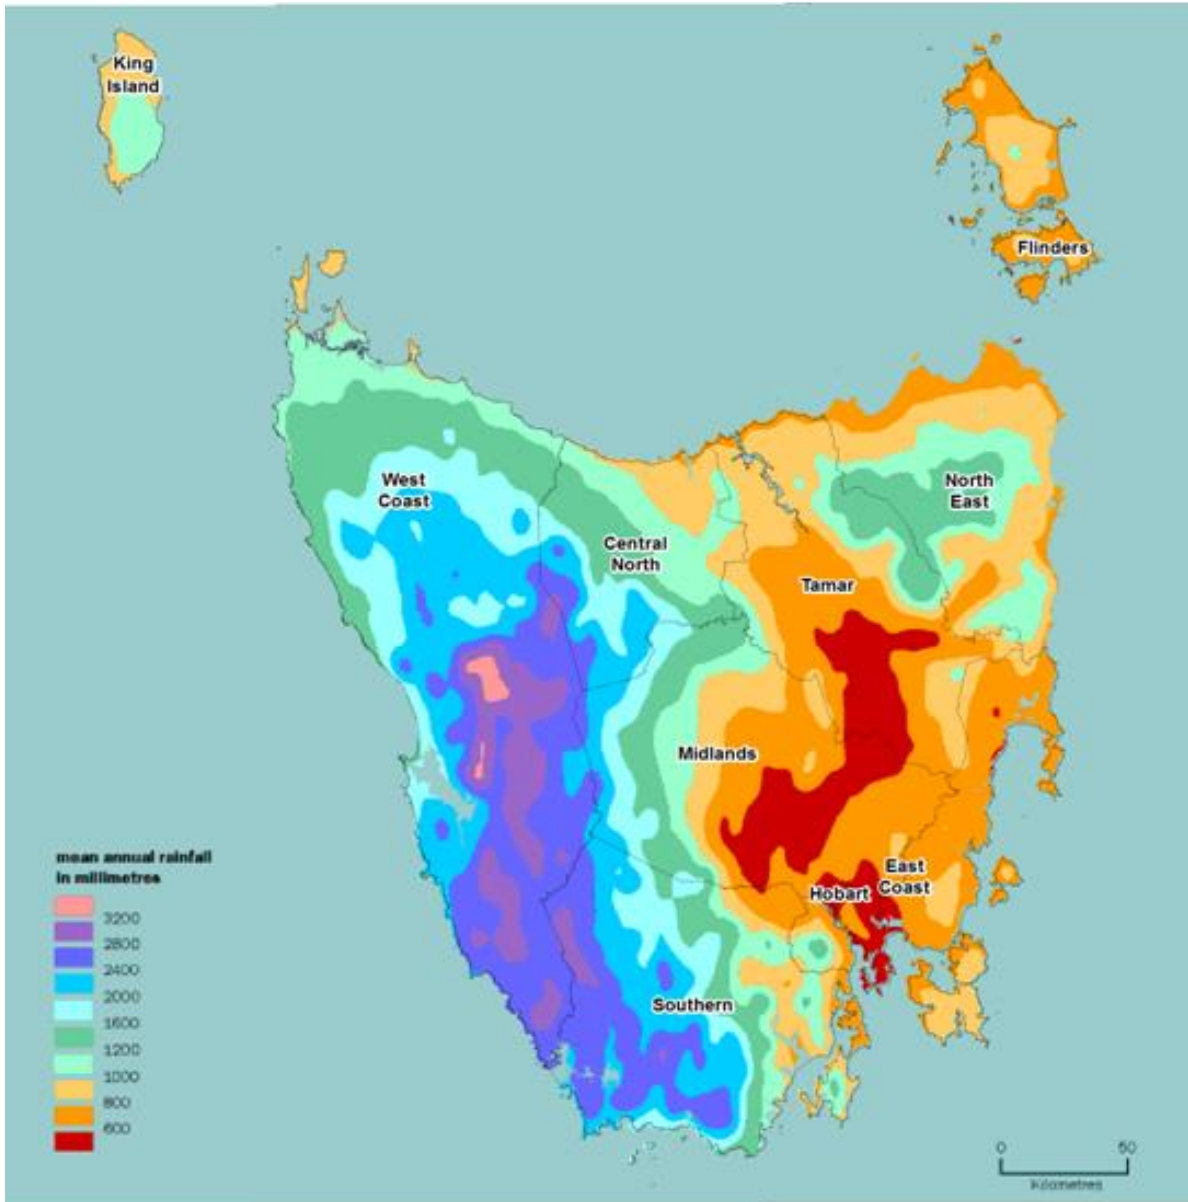 King
Island
Flinders
West
Coast
North
East
Central
North
Tamar
Midlands
East
Coast
Hobart
Southern
mean annual rainfall
in millimetres
3200
2800
2400
2000
1600
1200
1000
800
600
0 50
Kilometres